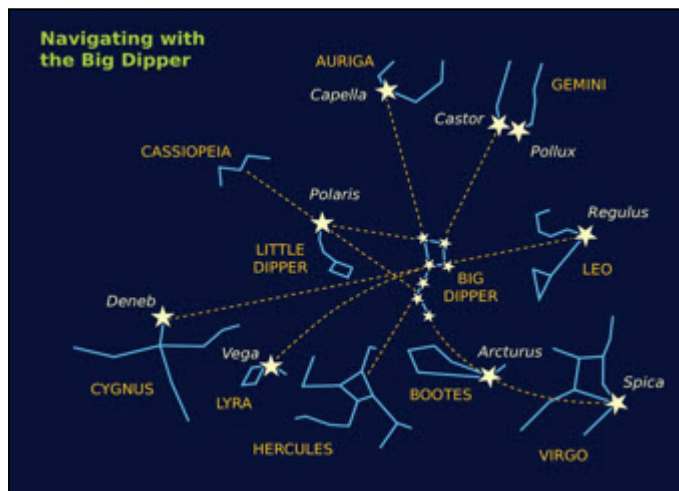 Navigating with
the Big Dipper
AURIGA
Capella
GEMINI
Castor
Pollux
CASSIOPEIA
Polaris
Regulus
LITTLE
DIPPER
BIG
DIPPER
LEO
Deneb
Vega
Arcturus
Spica
CYGNUS
LYRA
BOOTES
HERCULES
VIRGO